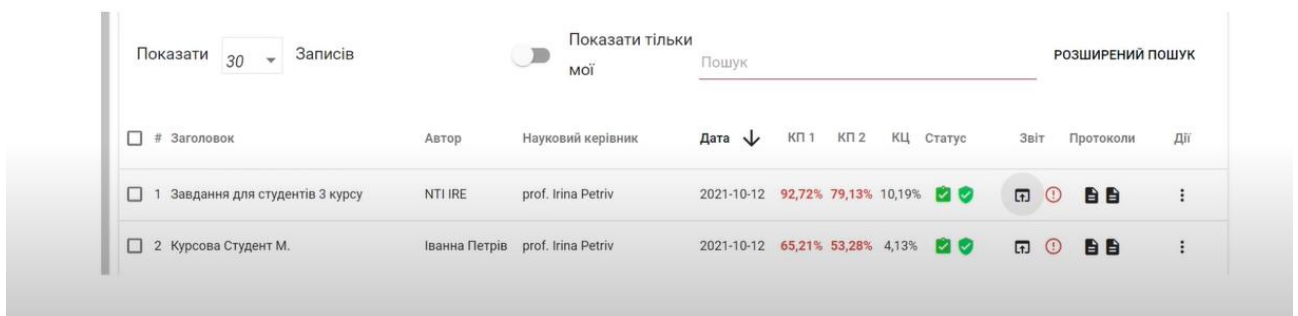 Показати 30 Записів Показати тільки мої Пошук РОЗШИРЕНИЙ ПОШУК
# Заголовок Автор Науковий керівник Дата КП 1 КП 2 КЦ Статус Звіт Протоколи Дії
1 Завдання для студентів 3 курсу NTI IRE prof. Irina Petriv 2021-10-12 92,72% 79,13% 10,19%
2 Курсова Студент М. Іванна Петрів prof. Irina Petriv 2021-10-12 65,21% 53,28% 4,13%